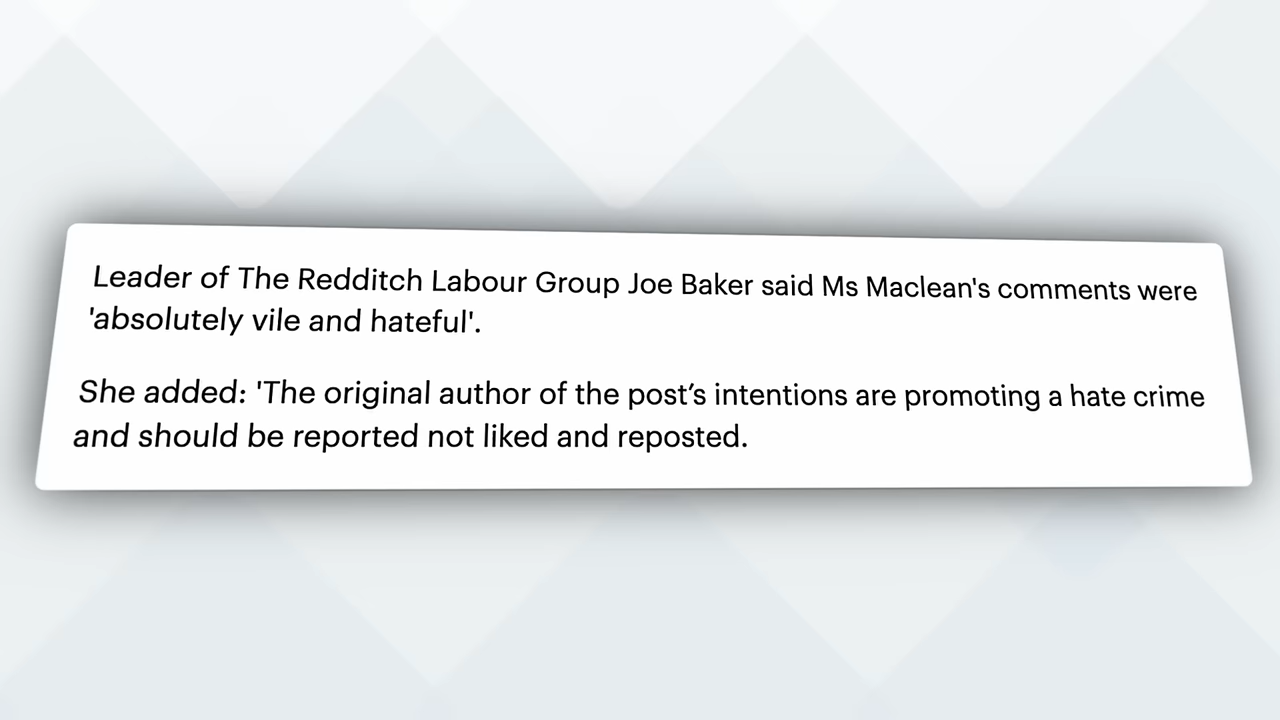 Leader of The Redditch Labour Group Joe Baker said Ms Maclean's comments were
'absolutely vile and hateful'.
She added: 'The original author of the post’s intentions are promoting a hate crime
and should be reported not liked and reposted.